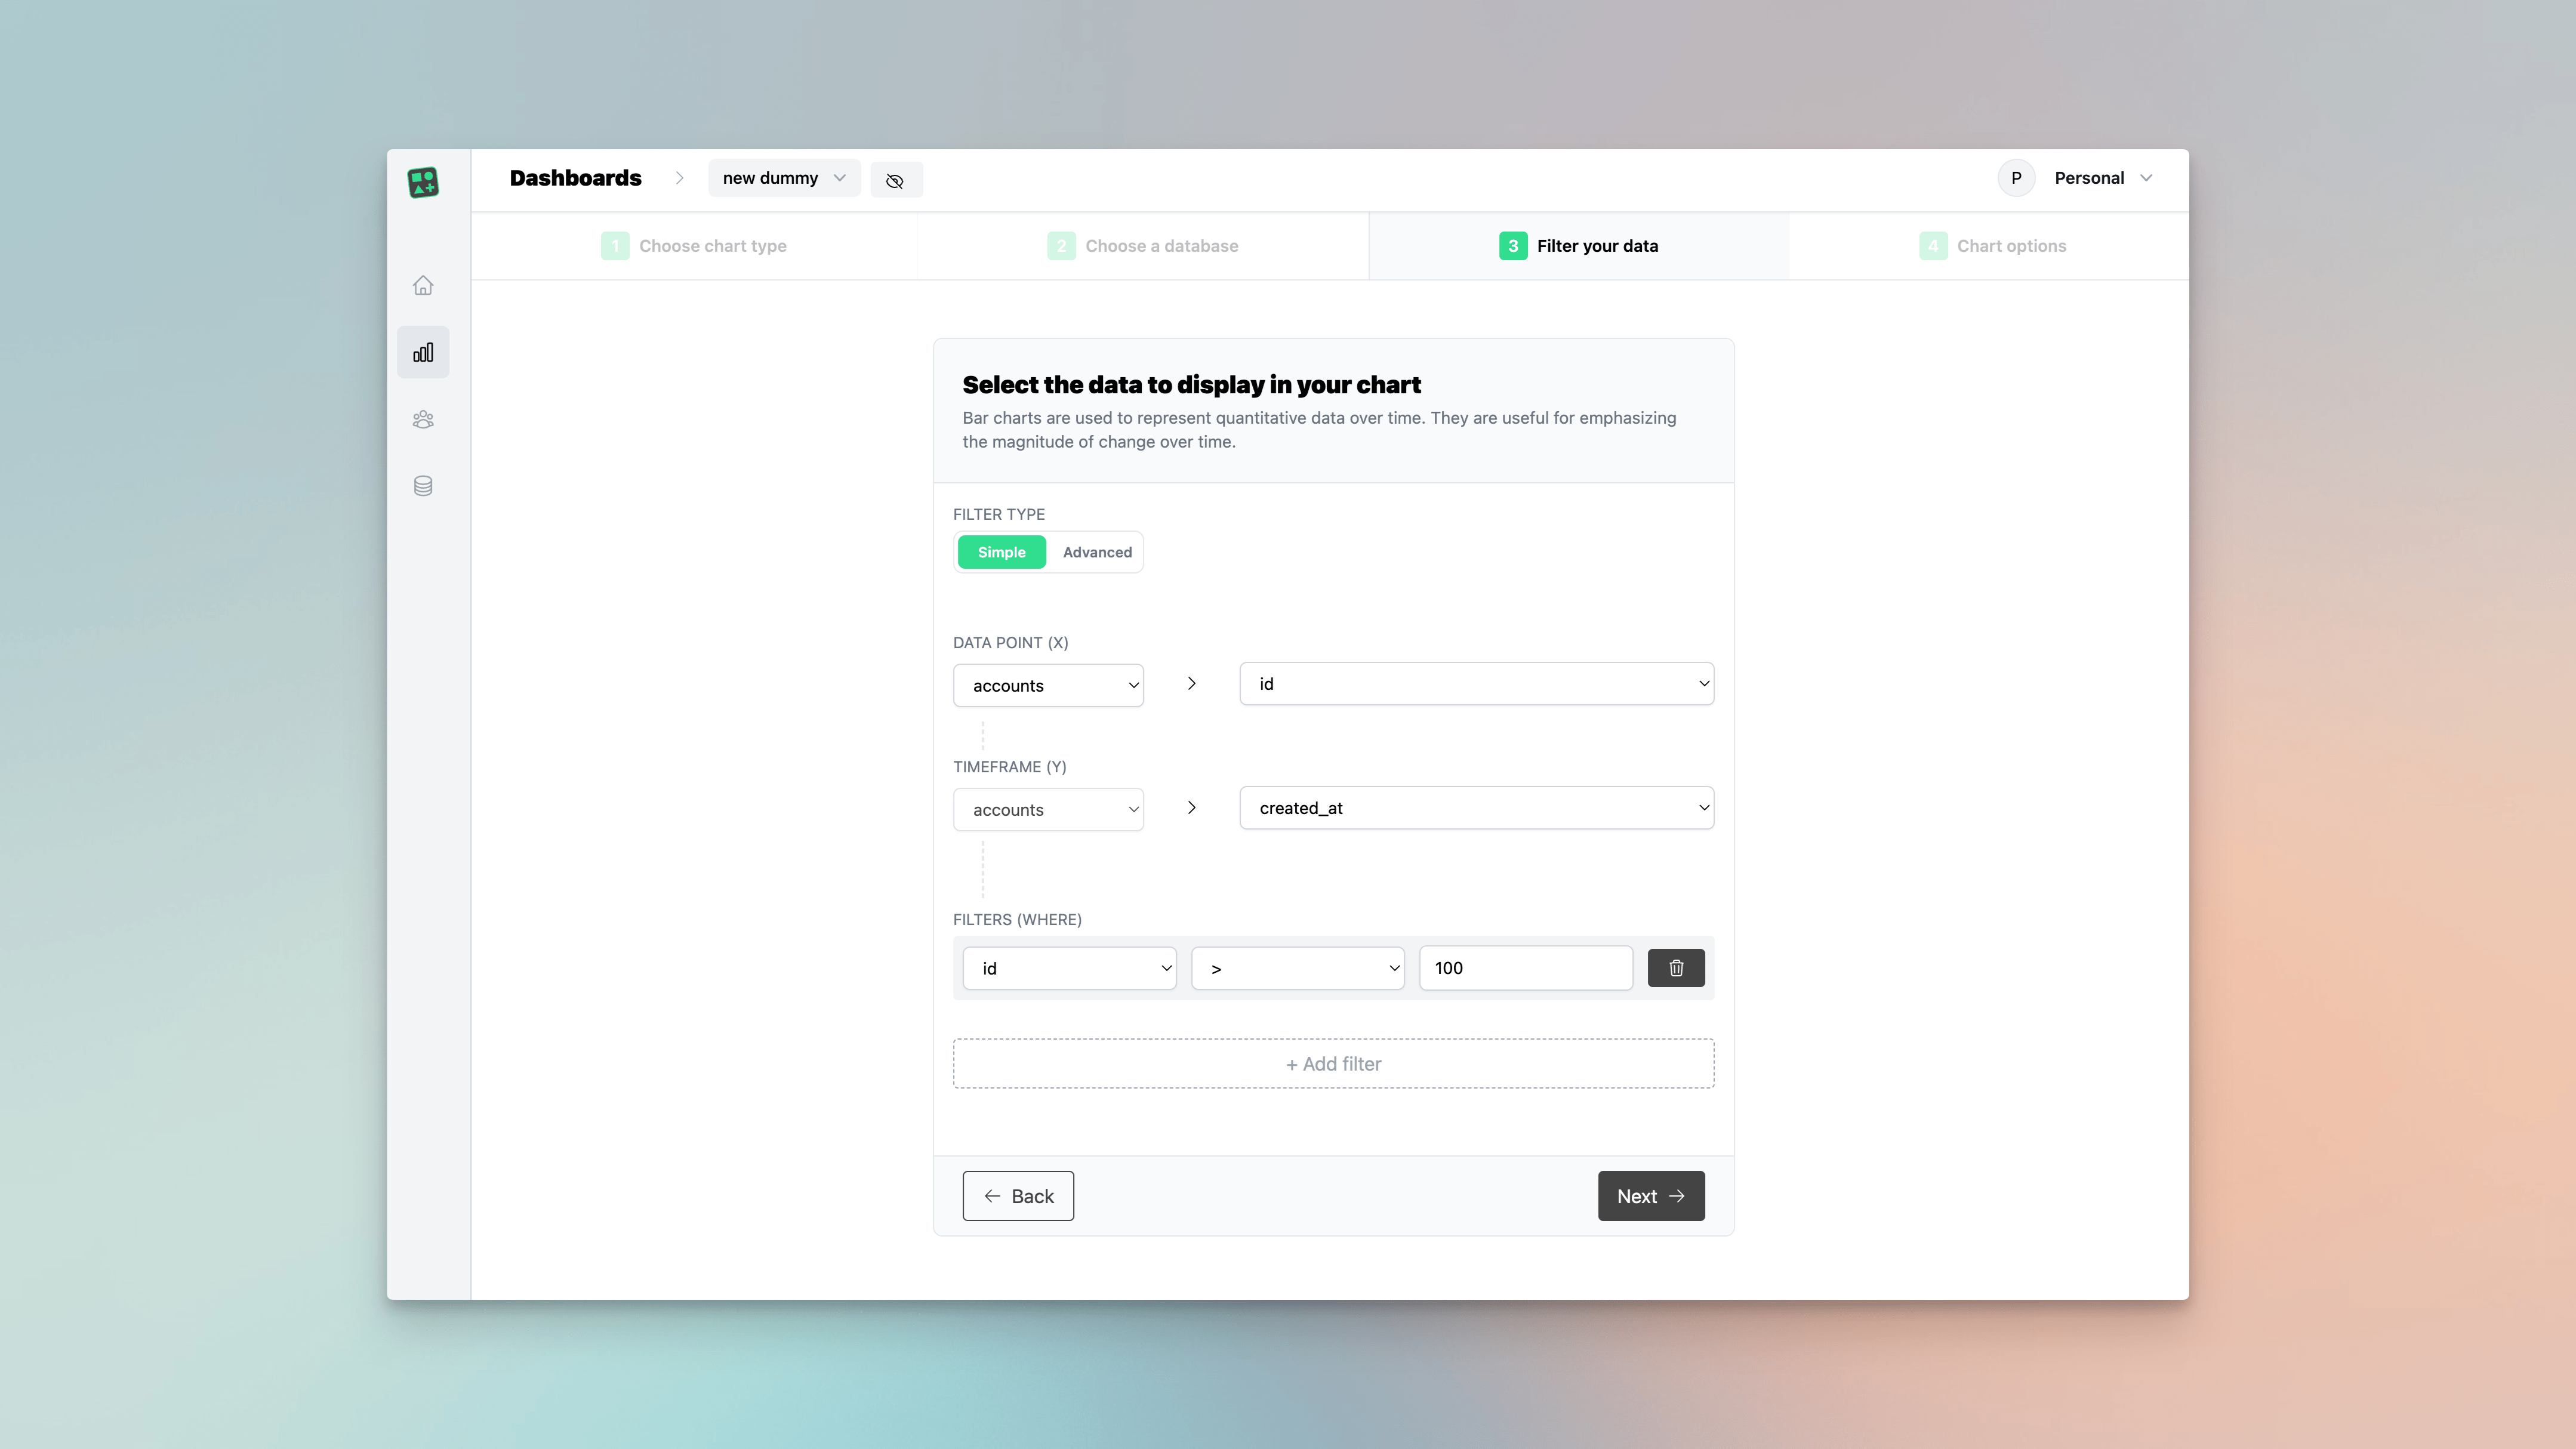 Dashboards
new dummy
P
Personal
1 Choose chart type
2 Choose a database
3 Filter your data
4 Chart options
Select the data to display in your chart
Bar charts are used to represent quantitative data over time. They are useful for emphasizing
the magnitude of change over time.
FILTER TYPE
Simple
Advanced
DATA POINT (X)
accounts
id
TIMEFRAME (Y)
accounts
created_at
FILTERS (WHERE)
id
>
100
+ Add filter
Back
Next